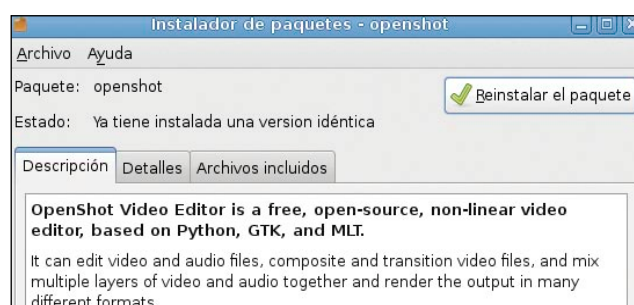 Instalador de paquetes - openshot
Archivo Ayuda
Paquete: openshot
Reinstalar el paquete
Estado: Ya tiene instalada una version idéntica
Descripción Detalles Archivos incluidos
OpenShot Video Editor is a free, open-source, non-linear video
editor, based on Python, GTK, and MLT.
It can edit video and audio files, composite and transition video files, and mix
multiple layers of video and audio together and render the output in many
different formats